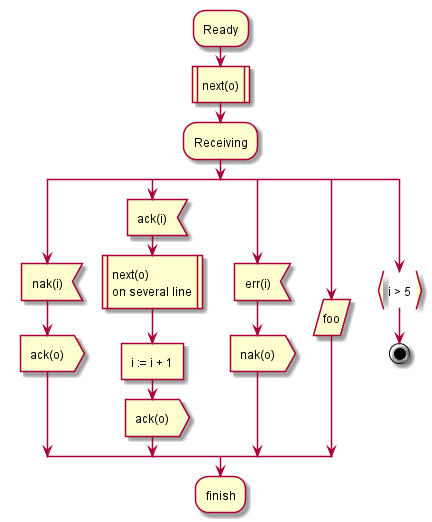 Ready
next(o)
Receiving
nak(i)
ack(o)
ack(i)
next(o)
on several line
i := i + 1
ack(o)
err(i)
nak(o)
foo
i > 5
finish